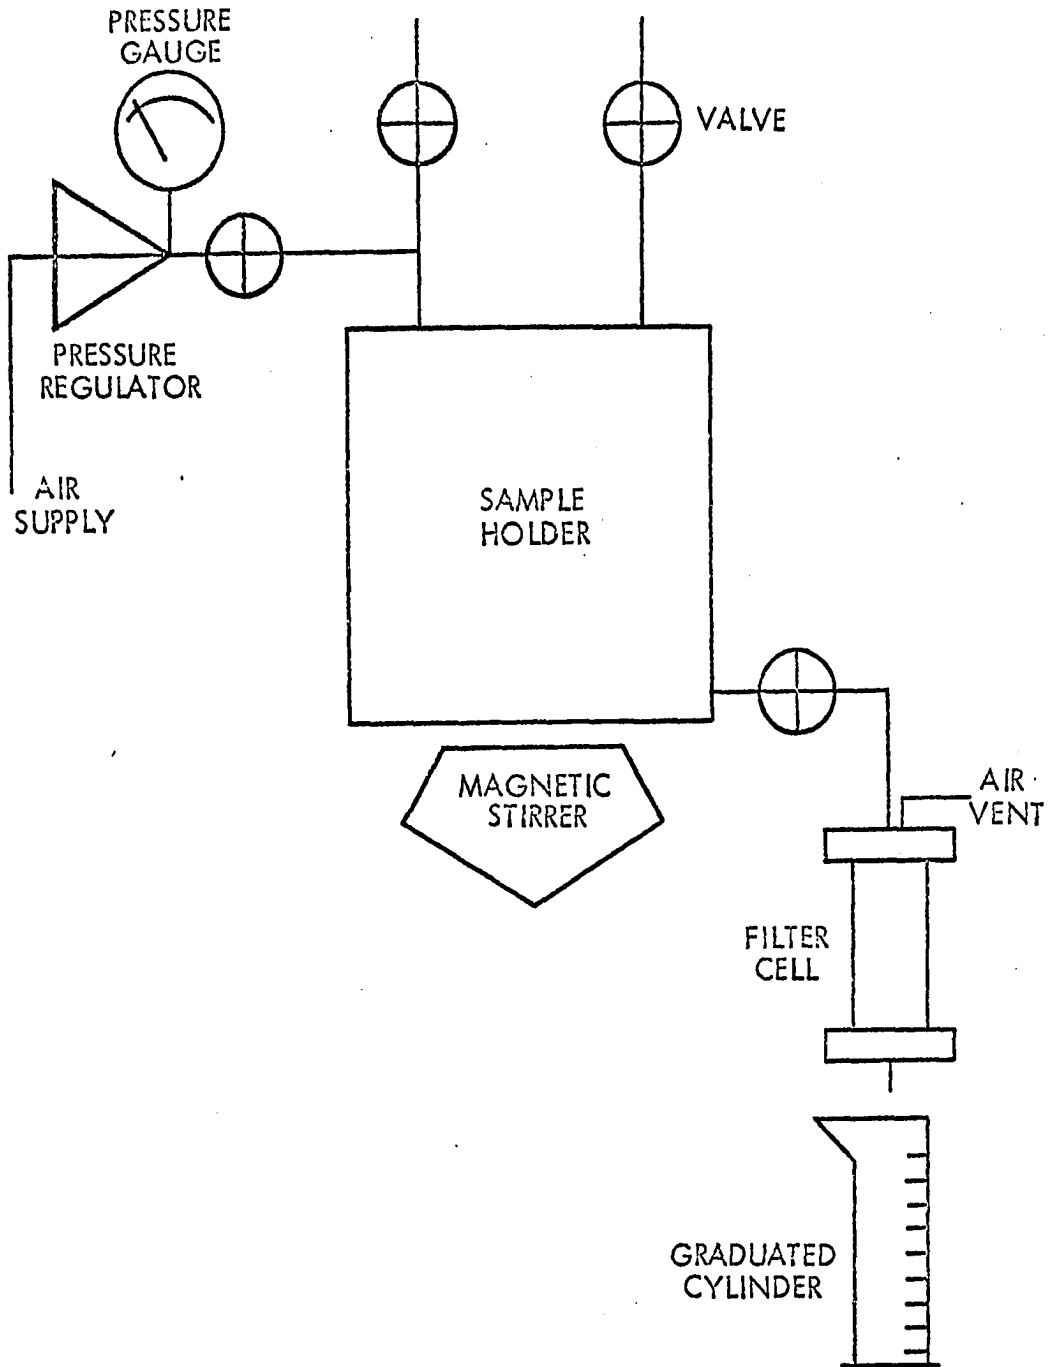 PRESSURE
GAUGE
VALVE
PRESSURE
REGULATOR
AIR
SUPPLY
SAMPLE
HOLDER
MAGNETIC
STIRRER
AIR
VENT
FILTER
CELL
GRADUATED
CYLINDER